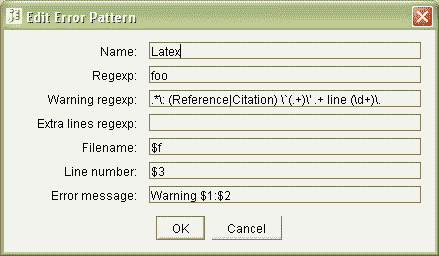 Edit Error Pattern
Name: Latex
Regexp: foo
Warning regexp: .*\: (Reference|Citation) \`(.+)\' .+ line (\d+)\.
Extra lines regexp:
Filename: $f
Line number: $3
Error message: Warning $1:$2
OK Cancel